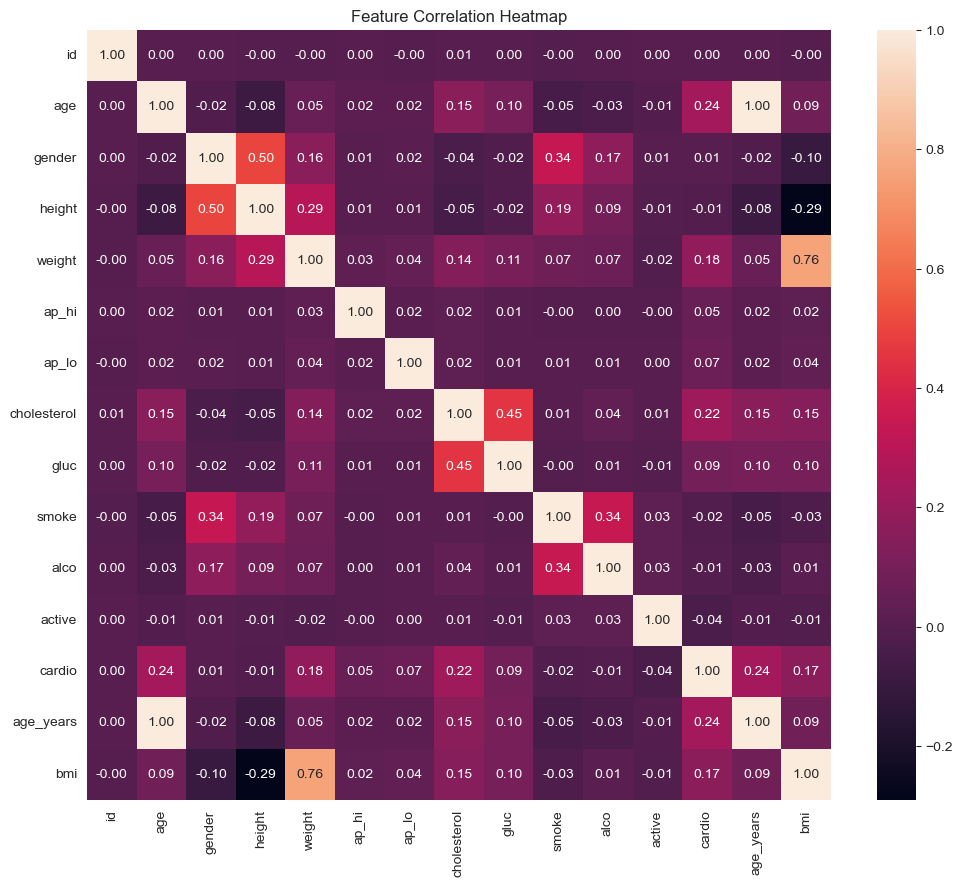 Feature Correlation Heatmap
id 1.00 0.00 0.00 -0.00 -0.00 0.00 -0.00 0.01 0.00 -0.00 0.00 0.00 0.00 0.00 -0.00
age 0.00 1.00 -0.02 -0.08 0.05 0.02 0.02 0.15 0.10 -0.05 -0.03 -0.01 0.24 1.00 0.09
gender 0.00 -0.02 1.00 0.50 0.16 0.01 0.02 -0.04 -0.02 0.34 0.17 0.01 0.01 -0.02 -0.10
height -0.00 -0.08 0.50 1.00 0.29 0.01 0.01 -0.05 -0.02 0.19 0.09 -0.01 -0.01 -0.08 -0.29
weight -0.00 0.05 0.16 0.29 1.00 0.03 0.04 0.14 0.11 0.07 0.07 -0.02 0.18 0.05 0.76
ap_hi 0.00 0.02 0.01 0.01 0.03 1.00 0.02 0.02 0.01 -0.00 0.00 -0.00 0.05 0.02 0.02
ap_lo -0.00 0.02 0.02 0.01 0.04 0.02 1.00 0.02 0.01 0.01 0.01 0.00 0.07 0.02 0.04
cholesterol 0.01 0.15 -0.04 -0.05 0.14 0.02 0.02 1.00 0.45 0.01 0.04 0.01 0.22 0.15 0.15
gluc 0.00 0.10 -0.02 -0.02 0.11 0.01 0.01 0.45 1.00 -0.00 0.01 -0.01 0.09 0.10 0.10
smoke -0.00 -0.05 0.34 0.19 0.07 -0.00 0.01 0.01 -0.00 1.00 0.34 0.03 -0.02 -0.05 -0.03
alco 0.00 -0.03 0.17 0.09 0.07 0.00 0.01 0.04 0.01 0.34 1.00 0.03 -0.01 -0.03 0.01
active 0.00 -0.01 0.01 -0.01 -0.02 -0.00 0.00 0.01 -0.01 0.03 0.03 1.00 -0.04 -0.01 -0.01
cardio 0.00 0.24 0.01 -0.01 0.18 0.05 0.07 0.22 0.09 -0.02 -0.01 -0.04 1.00 0.24 0.17
age_years 0.00 1.00 -0.02 -0.08 0.05 0.02 0.02 0.15 0.10 -0.05 -0.03 -0.01 0.24 1.00 0.09
bmi -0.00 0.09 -0.10 -0.29 0.76 0.02 0.04 0.15 0.10 -0.03 0.01 -0.01 0.17 0.09 1.00
id age gender height weight ap_hi ap_lo cholesterol gluc smoke alco active cardio age_years bmi
1.0
0.8
0.6
0.4
0.2
0.0
−0.2